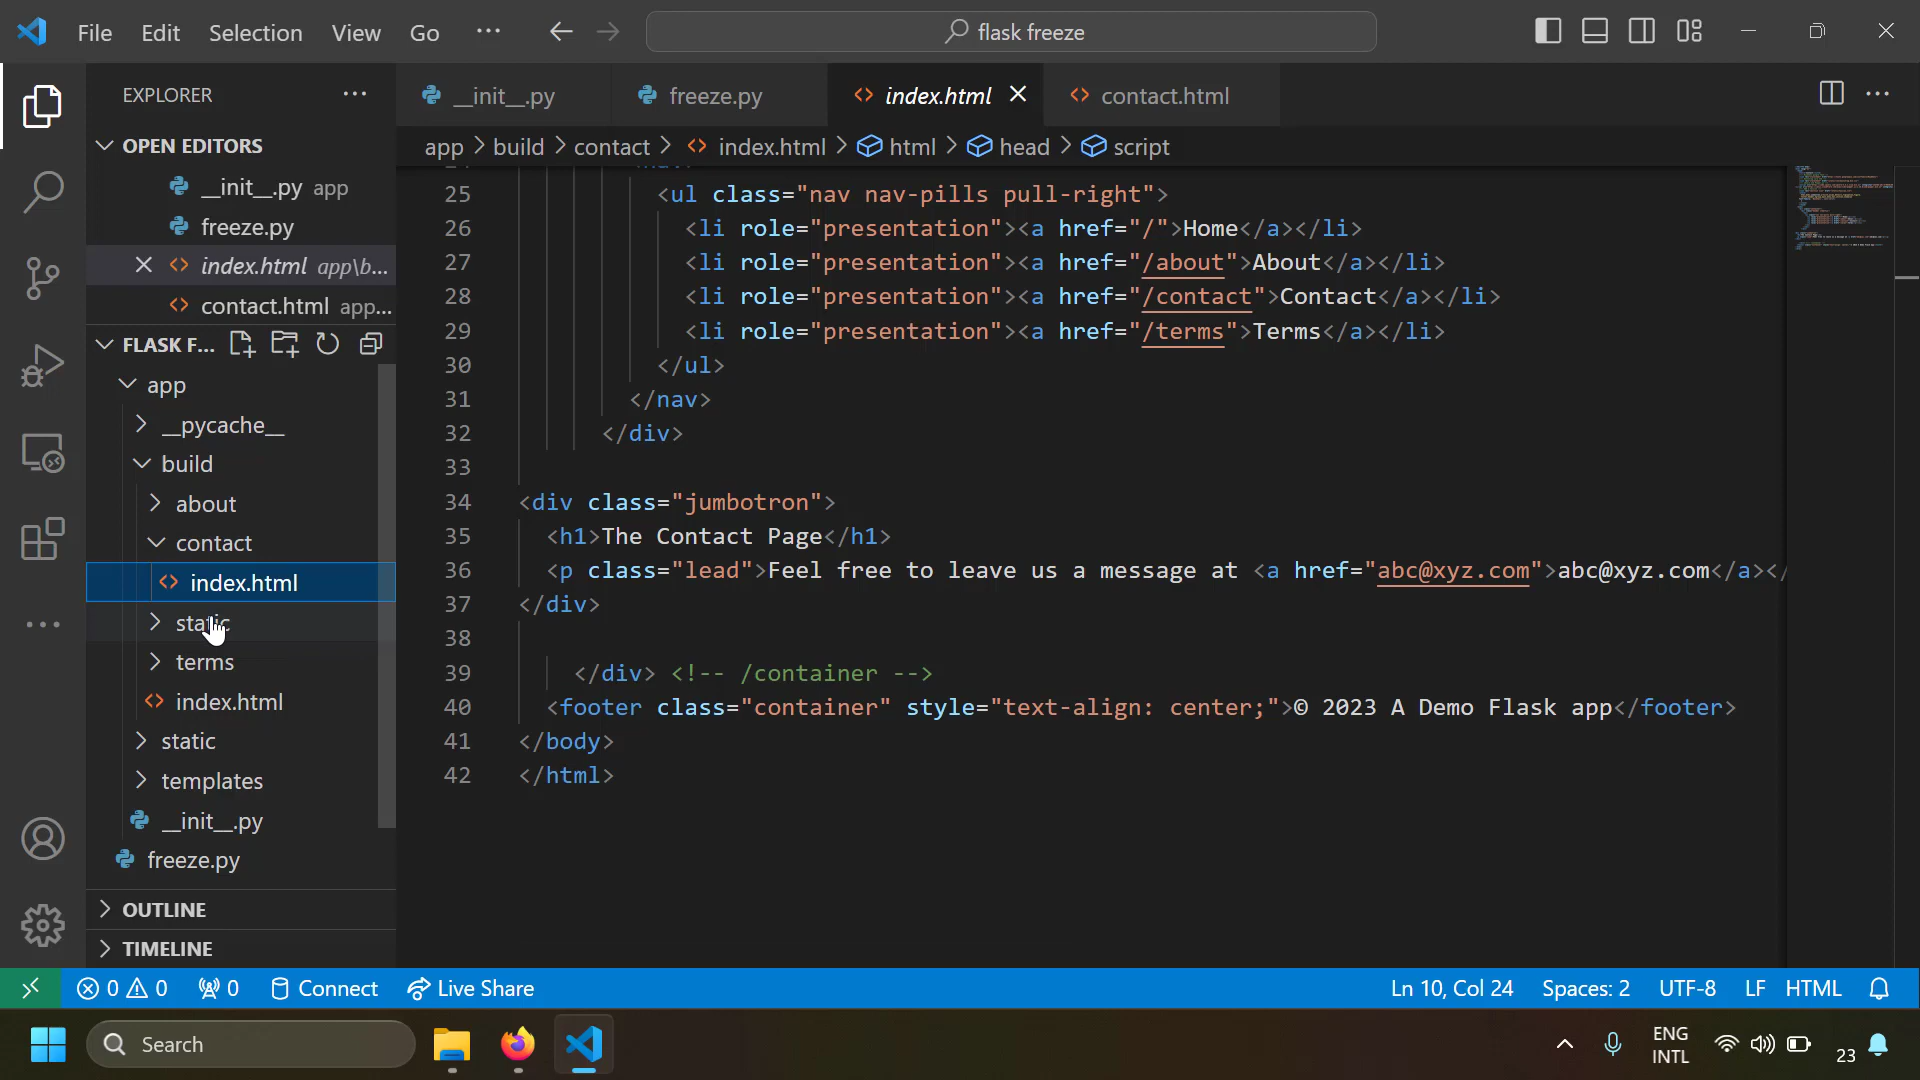 File Edit Selection View Go ··· flask freeze
EXPLORER
__init__.py freeze.py index.html contact.html
OPEN EDITORS
app > build > contact > index.html > html > head > script
__init__.py app
freeze.py
index.html app\b...
contact.html app...
FLASK F...
app
__pycache__
build
about
contact
index.html
terms
index.html
static
templates
__init__.py
freeze.py
OUTLINE
TIMELINE
25 <ul class="nav nav-pills pull-right">
26 <li role="presentation"><a href="/">Home</a></li>
27 <li role="presentation"><a href="/about">About</a></li>
28 <li role="presentation"><a href="/contact">Contact</a></li>
29 <li role="presentation"><a href="/terms">Terms</a></li>
30 </ul>
31 </nav>
32 </div>
33
34 <div class="jumbotron">
35 <h1>The Contact Page</h1>
36 <p class="lead">Feel free to leave us a message at <a href="abc@xyz.com">abc@xyz.com</a></
37 </div>
38
39 </div> <!-- /container -->
40 <footer class="container" style="text-align: center;">© 2023 A Demo Flask app</footer>
41 </body>
42 </html>
0 0 0 Connect Live Share Ln 10, Col 24 Spaces: 2 UTF-8 LF HTML
Search ENG
INTL 23